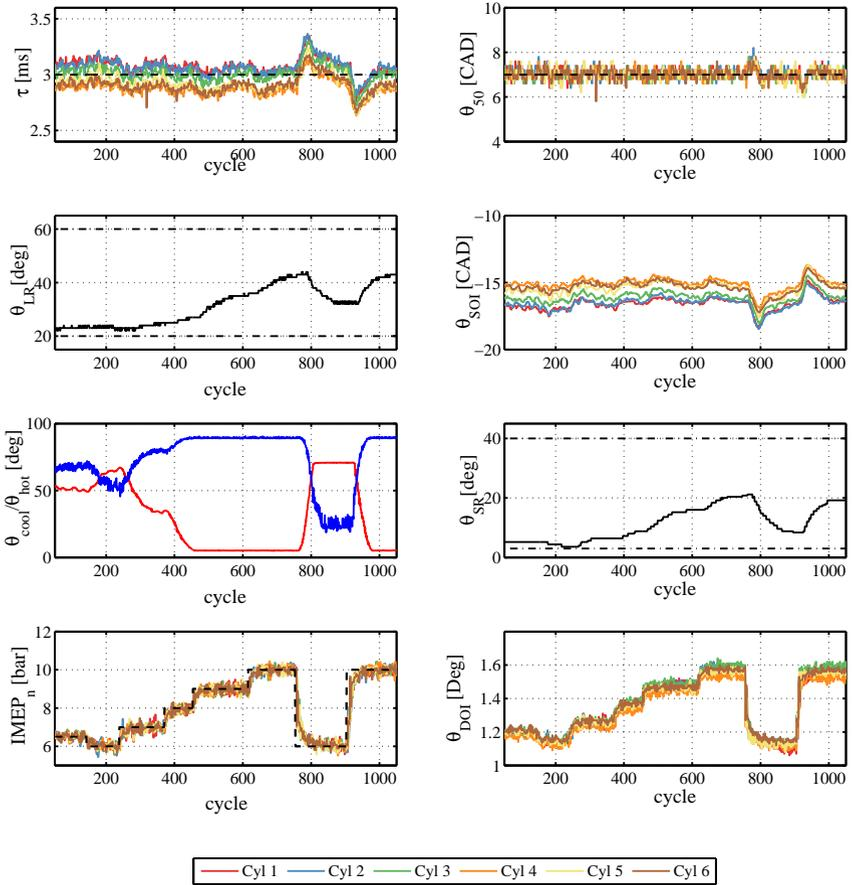 3.5
3
2.5
τ [ms]
200 400 600 800 1000
cycle
10
8
6
4
θ50 [CAD]
200 400 600 800 1000
cycle
60
40
20
θLR[deg]
200 400 600 800 1000
cycle
−10
−15
−20
θSOI [CAD]
200 400 600 800 1000
cycle
100
50
0
θcool/θhot [deg]
200 400 600 800 1000
cycle
40
20
0
θSR[deg]
200 400 600 800 1000
cycle
12
10
8
6
IMEPn [bar]
200 400 600 800 1000
cycle
1.6
1.4
1.2
1
θDOI [Deg]
200 400 600 800 1000
cycle
Cyl 1 Cyl 2 Cyl 3 Cyl 4 Cyl 5 Cyl 6